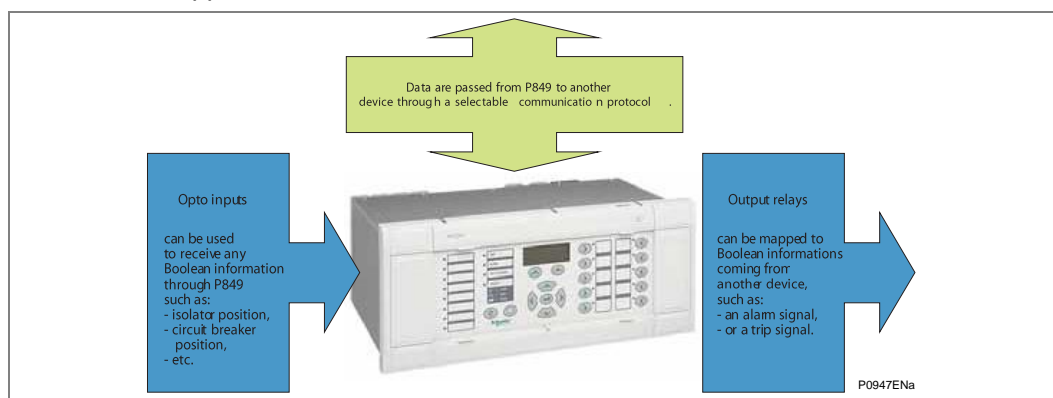 Data are passed from P849 to another
device through a selectable communicatio n protocol .
Opto inputs
can be used
to receive any
Boolean information
through P849
such as:
- isolator position,
- circuit breaker
position,
- etc.
Output relays
can be mapped to
Boolean informations
coming from
another device,
such as:
- an alarm signal,
- or a trip signal.
P0947ENa